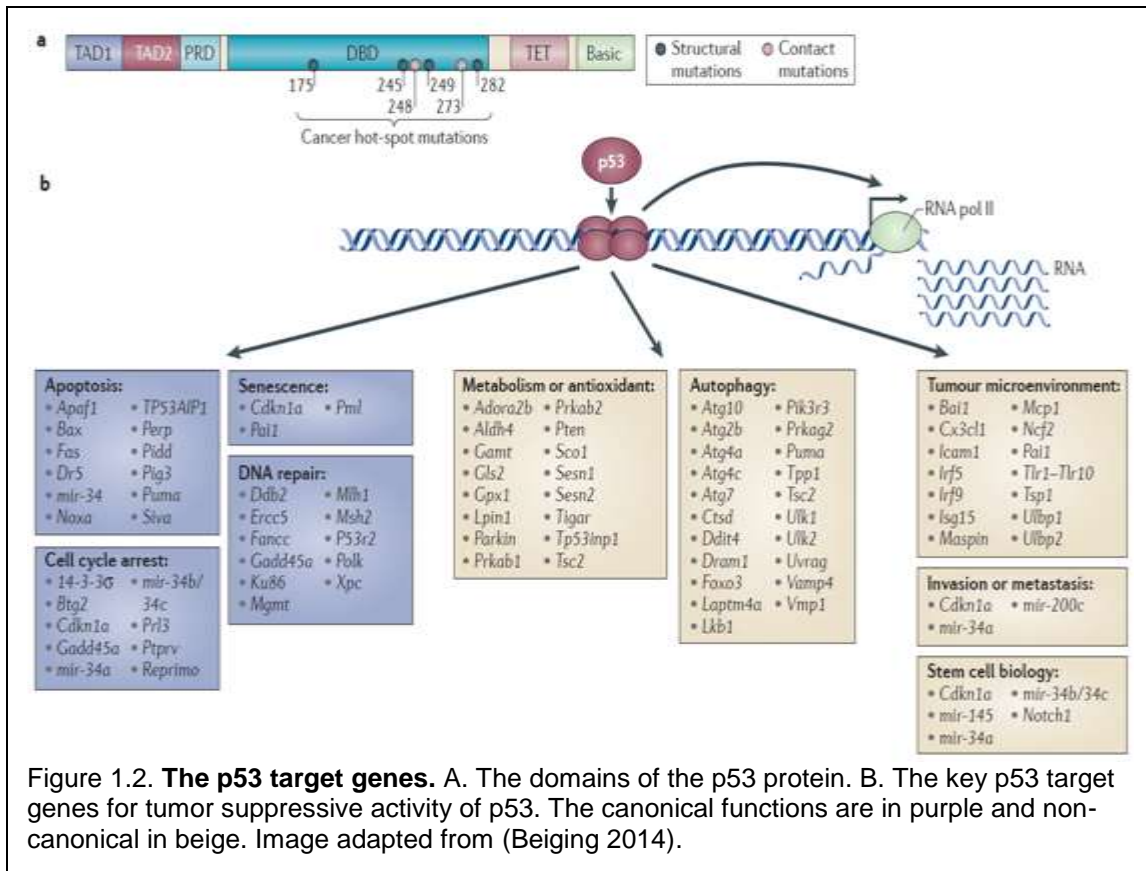 a
TAD1 TAD2 PRD DBD TET Basic
Structural mutations
Contact mutations
175 245 249 282
248 273
Cancer hot-spot mutations
b
p53
RNA pol II
RNA
Apoptosis:
• Apaf1 • TP53AIP1
• Bax • Perp
• Fas • Pidd
• Dr5 • Pig3
• mir-34 • Puma
• Noxa • Siva
Cell cycle arrest:
• 14-3-3σ • mir-34b/
• Btg2 34c
• Cdkn1a • Prl3
• Gadd45a • Ptprv
• mir-34a • Reprimo
Senescence:
• Cdkn1a • Pml
• Pai1
DNA repair:
• Ddb2 • Mlh1
• Ercc5 • Msh2
• Fancc • P53r2
• Gadd45a • Polk
• Ku86 • Xpc
• Mgmt
Metabolism or antioxidant:
• Adora2b • Prkab2
• Aldh4 • Pten
• Gamt • Sco1
• Gls2 • Sesn1
• Gpx1 • Sesn2
• Lpin1 • Tigar
• Parkin • Tp53inp1
• Prkab1 • Tsc2
Autophagy:
• Atg10 • Pik3r3
• Atg2b • Prkag2
• Atg4a • Puma
• Atg4c • Tpp1
• Atg7 • Tsc2
• Ctsd • Ulk1
• Ddit4 • Ulk2
• Dram1 • Uvrag
• Foxo3 • Vamp4
• Laptm4a • Vmp1
• Lkb1
Tumour microenvironment:
• Bai1 • Mcp1
• Cx3cl1 • Ncf2
• Icam1 • Pai1
• Irf5 • Tlr1–Tlr10
• Irf9 • Tsp1
• Isg15 • Ulbp1
• Maspin • Ulbp2
Invasion or metastasis:
• Cdkn1a • mir-200c
• mir-34a
Stem cell biology:
• Cdkn1a • mir-34b/34c
• mir-145 • Notch1
• mir-34a
Figure 1.2. The p53 target genes. A. The domains of the p53 protein. B. The key p53 target
genes for tumor suppressive activity of p53. The canonical functions are in purple and non-
canonical in beige. Image adapted from (Beiging 2014).